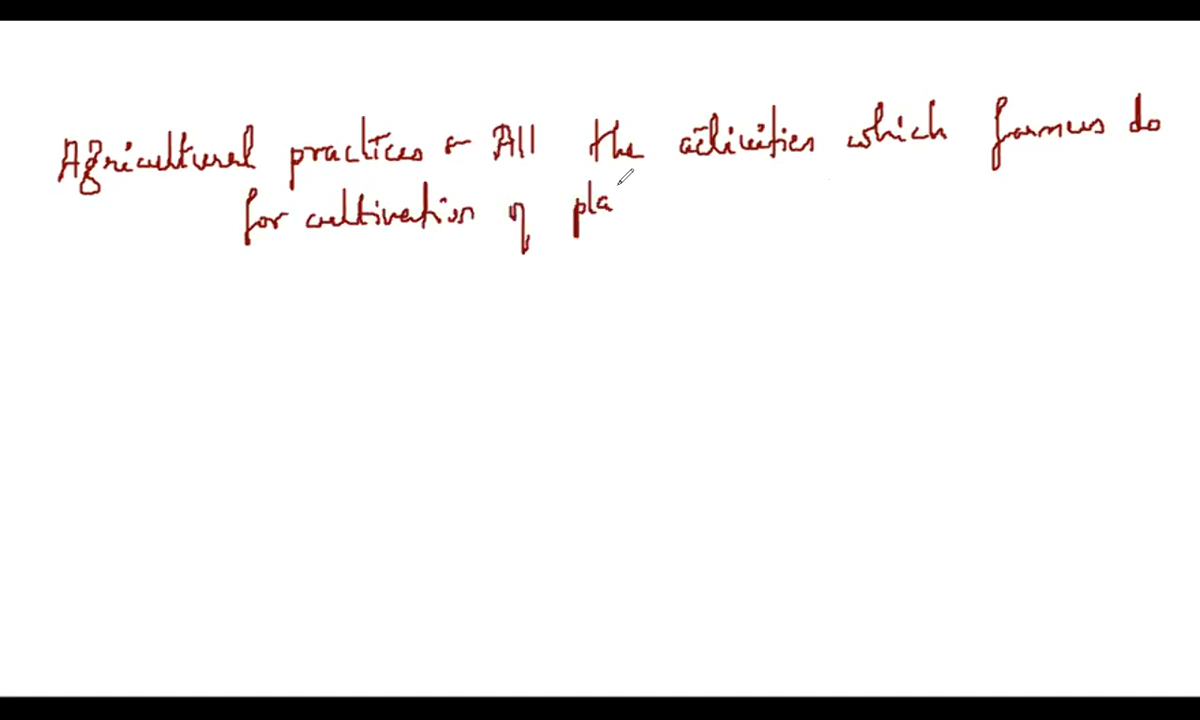 Agricultural practices :- All the activities which farmers do
for cultivation of pla